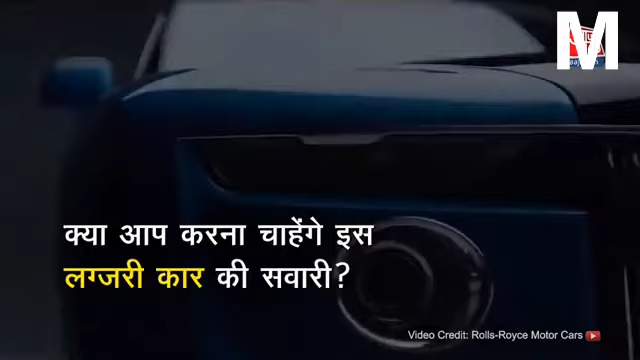 M
क्या आप करना चाहेंगे इस
लग्जरी कार की सवारी?
Video Credit: Rolls-Royce Motor Cars